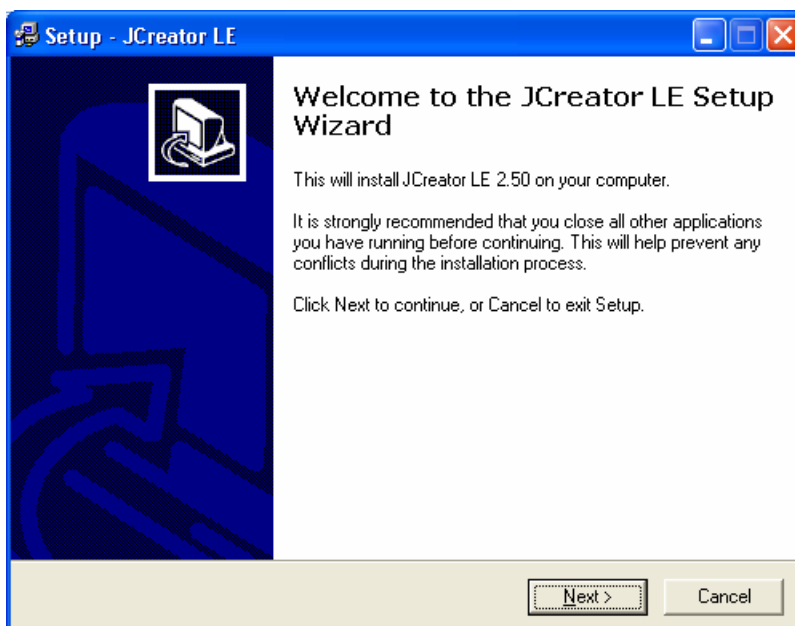 Setup - JCreator LE
Welcome to the JCreator LE Setup
Wizard
This will install JCreator LE 2.50 on your computer.
It is strongly recommended that you close all other applications
you have running before continuing. This will help prevent any
conflicts during the installation process.
Click Next to continue, or Cancel to exit Setup.
Next >
Cancel